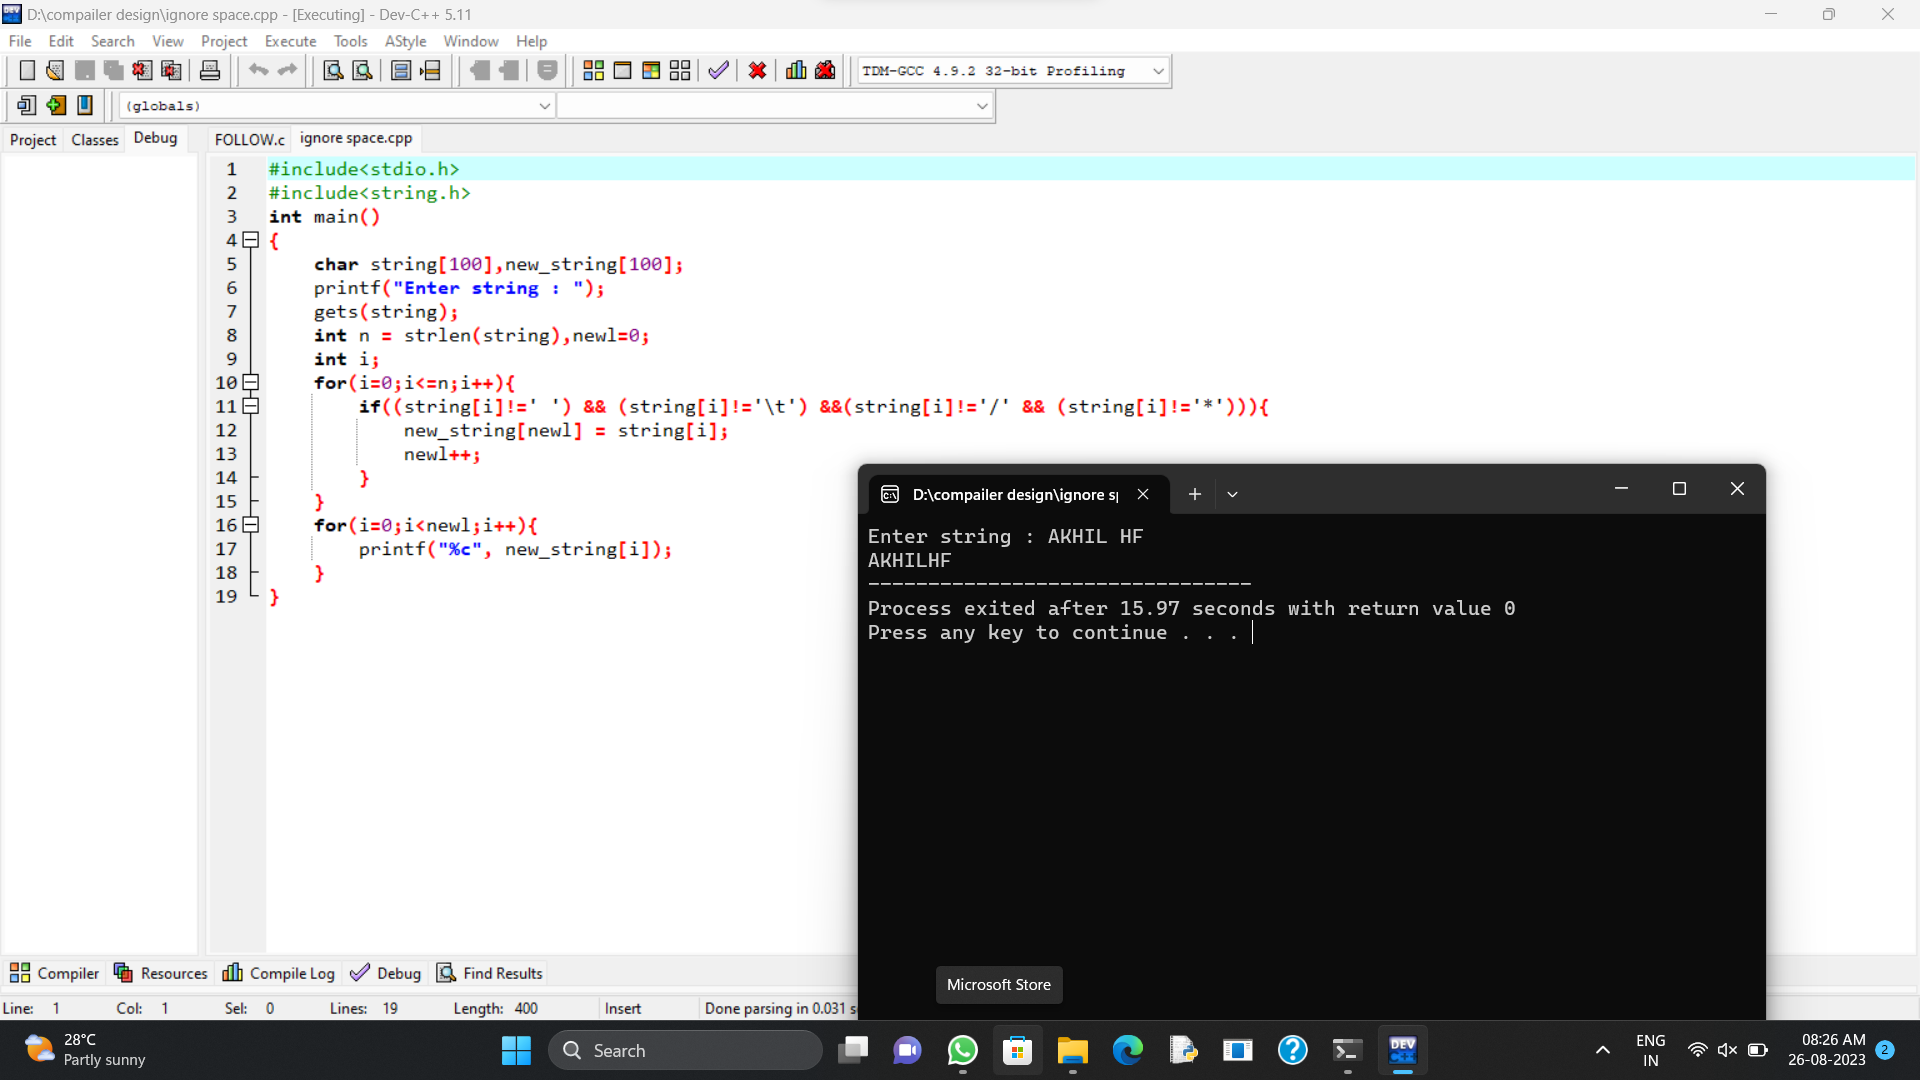 D:\compailer design\ignore space.cpp - [Executing] - Dev-C++ 5.11
File Edit Search View Project Execute Tools AStyle Window Help
TDM-GCC 4.9.2 32-bit Profiling
(globals)
Project Classes Debug FOLLOW.c ignore space.cpp
1 #include<stdio.h>
2 #include<string.h>
3 int main()
4 {
5 char string[100],new_string[100];
6 printf("Enter string : ");
7 gets(string);
8 int n = strlen(string),newl=0;
9 int i;
10 for(i=0;i<=n;i++){
11 if((string[i]!=' ') && (string[i]!='\t') &&(string[i]!='/' && (string[i]!='*'))){
12 new_string[newl] = string[i];
13 newl++;
14 }
15 }
16 for(i=0;i<newl;i++){
17 printf("%c", new_string[i]);
18 }
19 }
D:\compailer design\ignore sp
Enter string : AKHIL HF
AKHILHF
--------------------------------
Process exited after 15.97 seconds with return value 0
Press any key to continue . . .
Microsoft Store
Compiler Resources Compile Log Debug Find Results
Line: 1 Col: 1 Sel: 0 Lines: 19 Length: 400 Insert Done parsing in 0.031 s
28°C
Partly sunny
Search
DEV
C++
ENG
IN
08:26 AM
26-08-2023
2